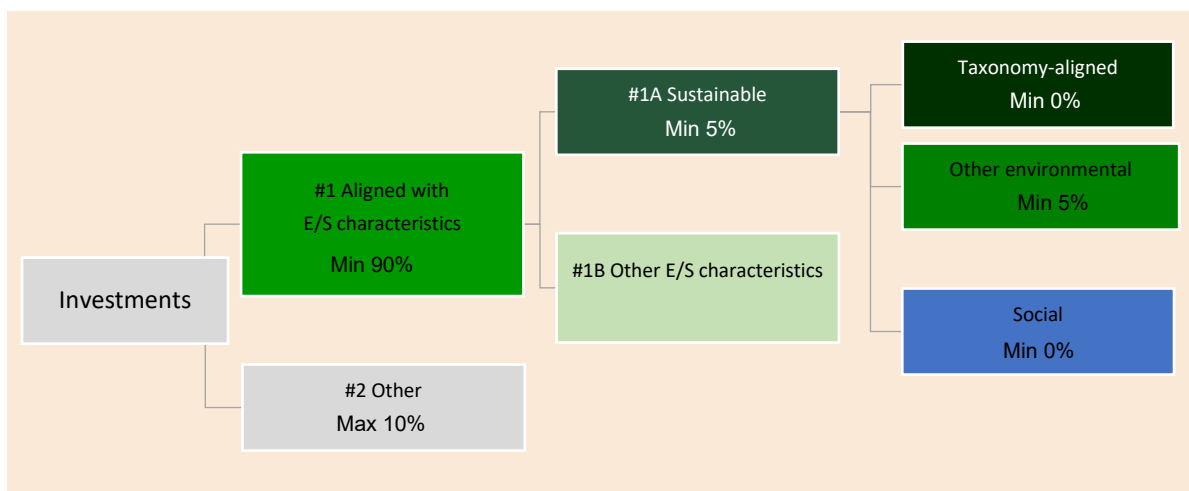 Investments
#1 Aligned with
E/S characteristics
Min 90%
#2 Other
Max 10%
#1A Sustainable
Min 5%
#1B Other E/S characteristics
Taxonomy-aligned
Min 0%
Other environmental
Min 5%
Social
Min 0%